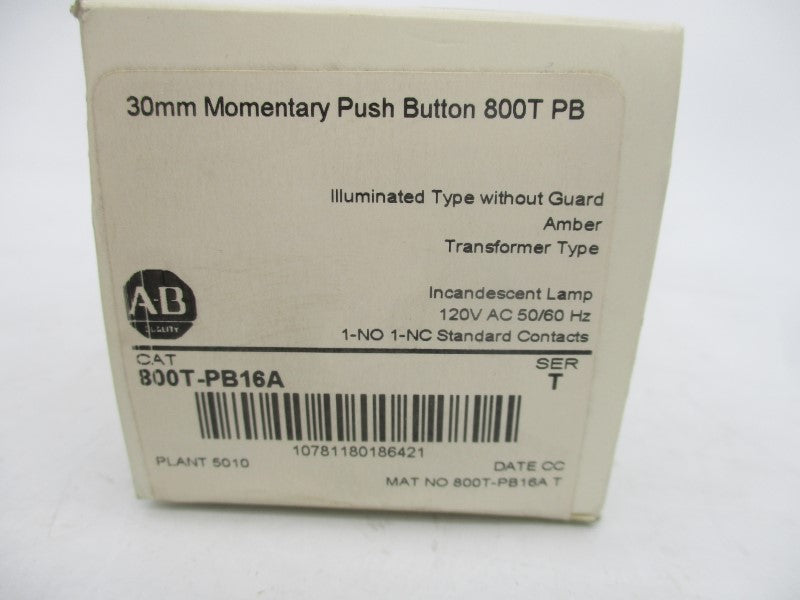 30mm Momentary Push Button 800T PB
Illuminated Type without Guard
Amber
Transformer Type
Incandescent Lamp
120V AC 50/60 Hz
1-NO 1-NC Standard Contacts
A-B
QUALITY
CAT
SER
800T-PB16A
T
10781180186421
PLANT 5010
DATE CC
MAT NO 800T-PB16A T